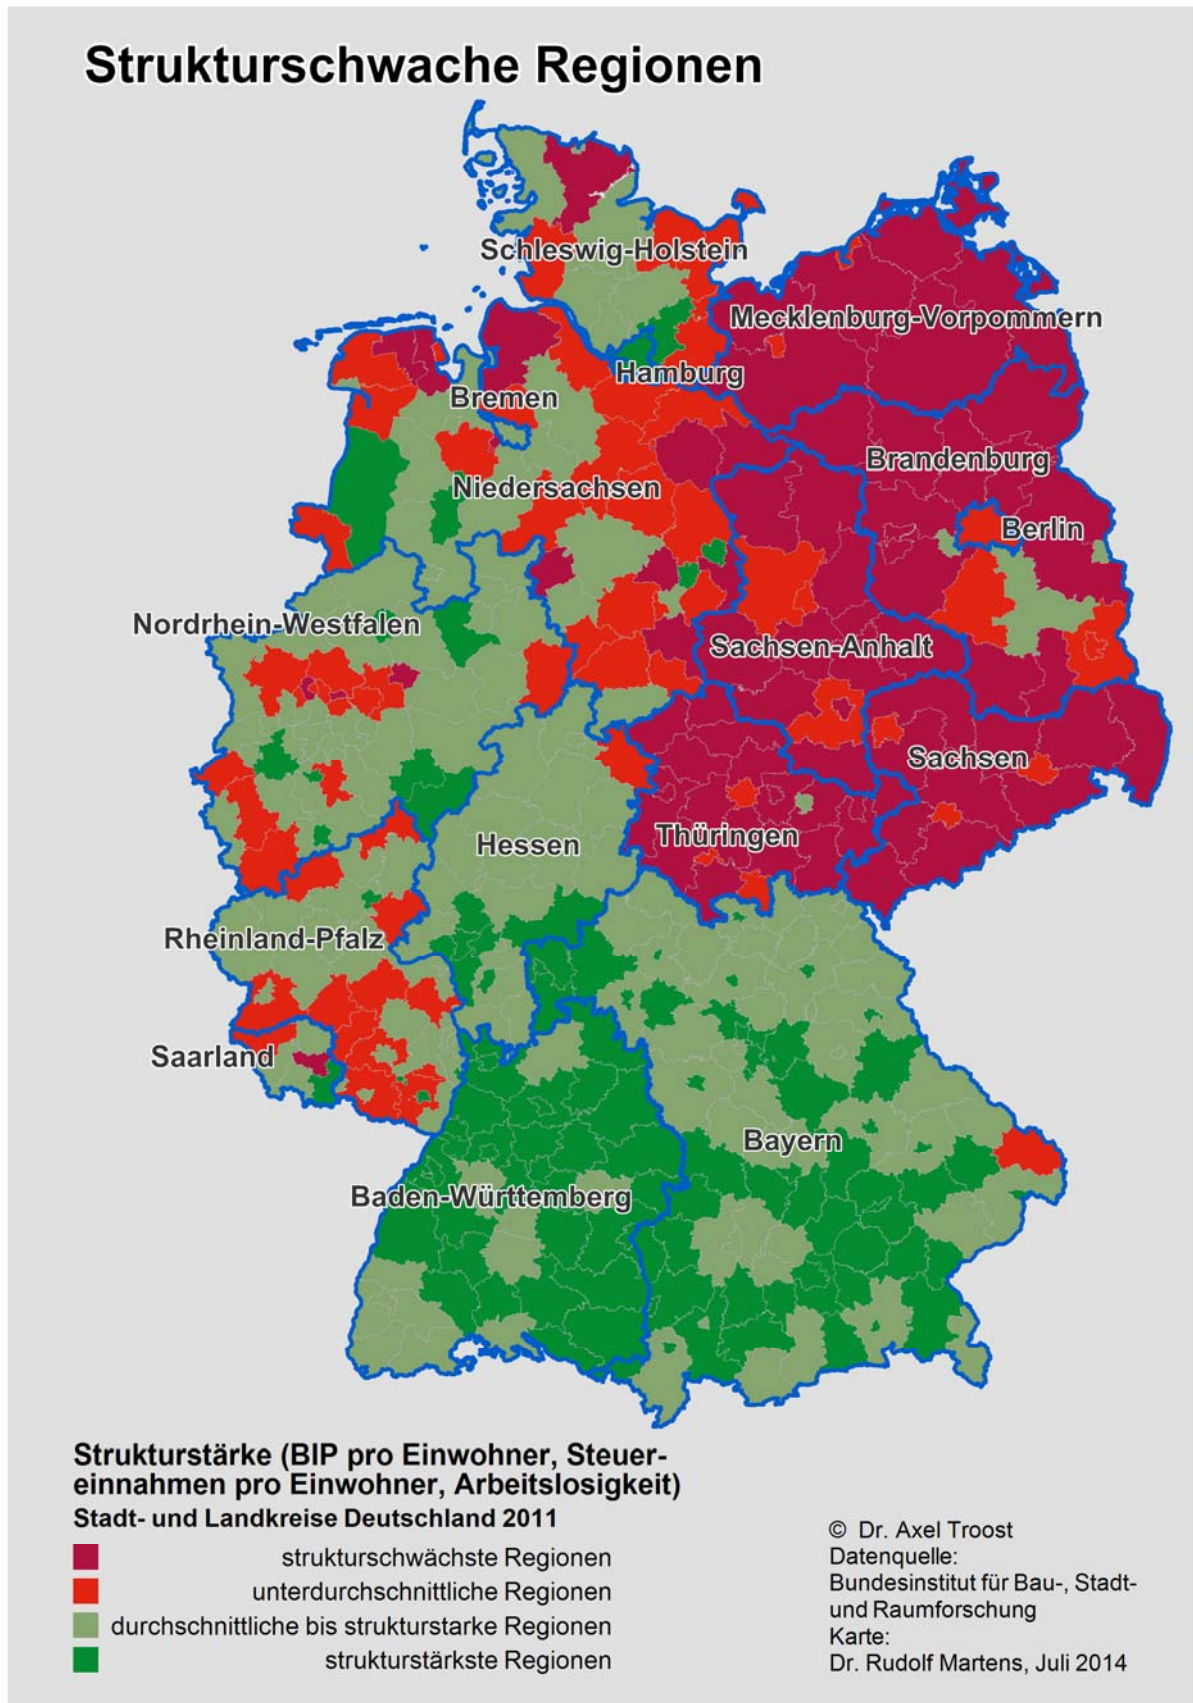 Strukturschwache Regionen
Schleswig-Holstein
Mecklenburg-Vorpommern
Hamburg
Bremen
Brandenburg
Niedersachsen
Berlin
Nordrhein-Westfalen
Sachsen-Anhalt
Sachsen
Thüringen
Hessen
Rheinland-Pfalz
Saarland
Bayern
Baden-Württemberg
Strukturstärke (BIP pro Einwohner, Steuer-
einnahmen pro Einwohner, Arbeitslosigkeit)
Stadt- und Landkreise Deutschland 2011
strukturschwächste Regionen
unterdurchschnittliche Regionen
durchschnittliche bis strukturstarke Regionen
strukturstärkste Regionen
© Dr. Axel Troost
Datenquelle:
Bundesinstitut für Bau-, Stadt-
und Raumforschung
Karte:
Dr. Rudolf Martens, Juli 2014